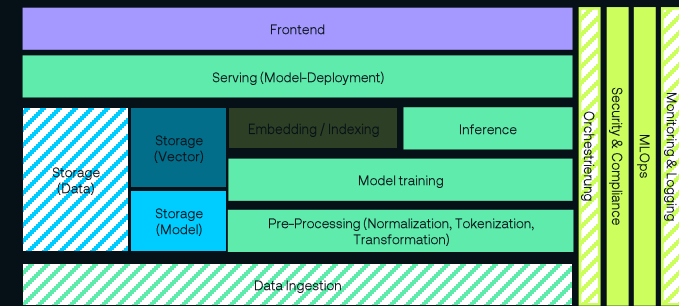 Frontend
Serving (Model-Deployment)
Storage
(Data)
Storage
(Vector)
Storage
(Model)
Embedding / Indexing
Inference
Model training
Pre-Processing (Normalization, Tokenization,
Transformation)
Data Ingestion
Orchestrierung
Security & Compliance
MLOps
Monitoring & Logging